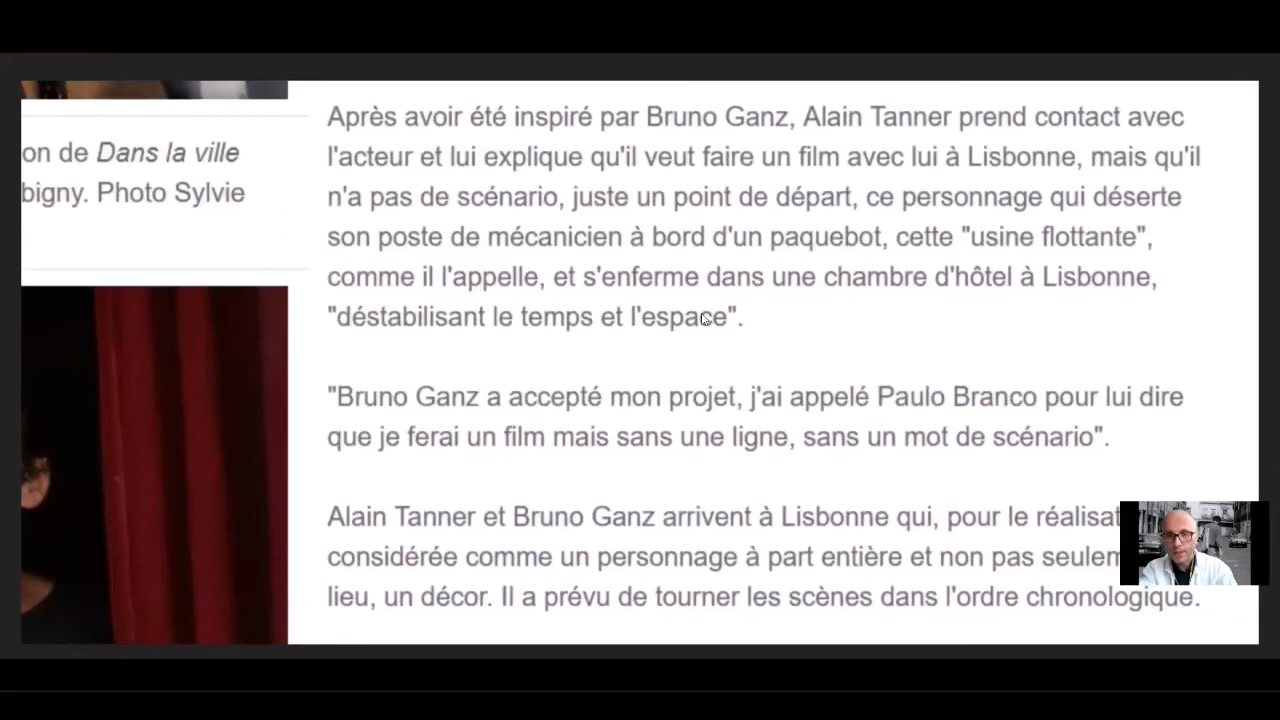 on de Dans la ville
bigny. Photo Sylvie
Après avoir été inspiré par Bruno Ganz, Alain Tanner prend contact avec
l'acteur et lui explique qu'il veut faire un film avec lui à Lisbonne, mais qu'il
n'a pas de scénario, juste un point de départ, ce personnage qui déserte
son poste de mécanicien à bord d'un paquebot, cette "usine flottante",
comme il l'appelle, et s'enferme dans une chambre d'hôtel à Lisbonne,
"déstabilisant le temps et l'espace".
"Bruno Ganz a accepté mon projet, j'ai appelé Paulo Branco pour lui dire
que je ferai un film mais sans une ligne, sans un mot de scénario".
Alain Tanner et Bruno Ganz arrivent à Lisbonne qui, pour le réalisat
considérée comme un personnage à part entière et non pas seulem
lieu, un décor. Il a prévu de tourner les scènes dans l'ordre chronologique.